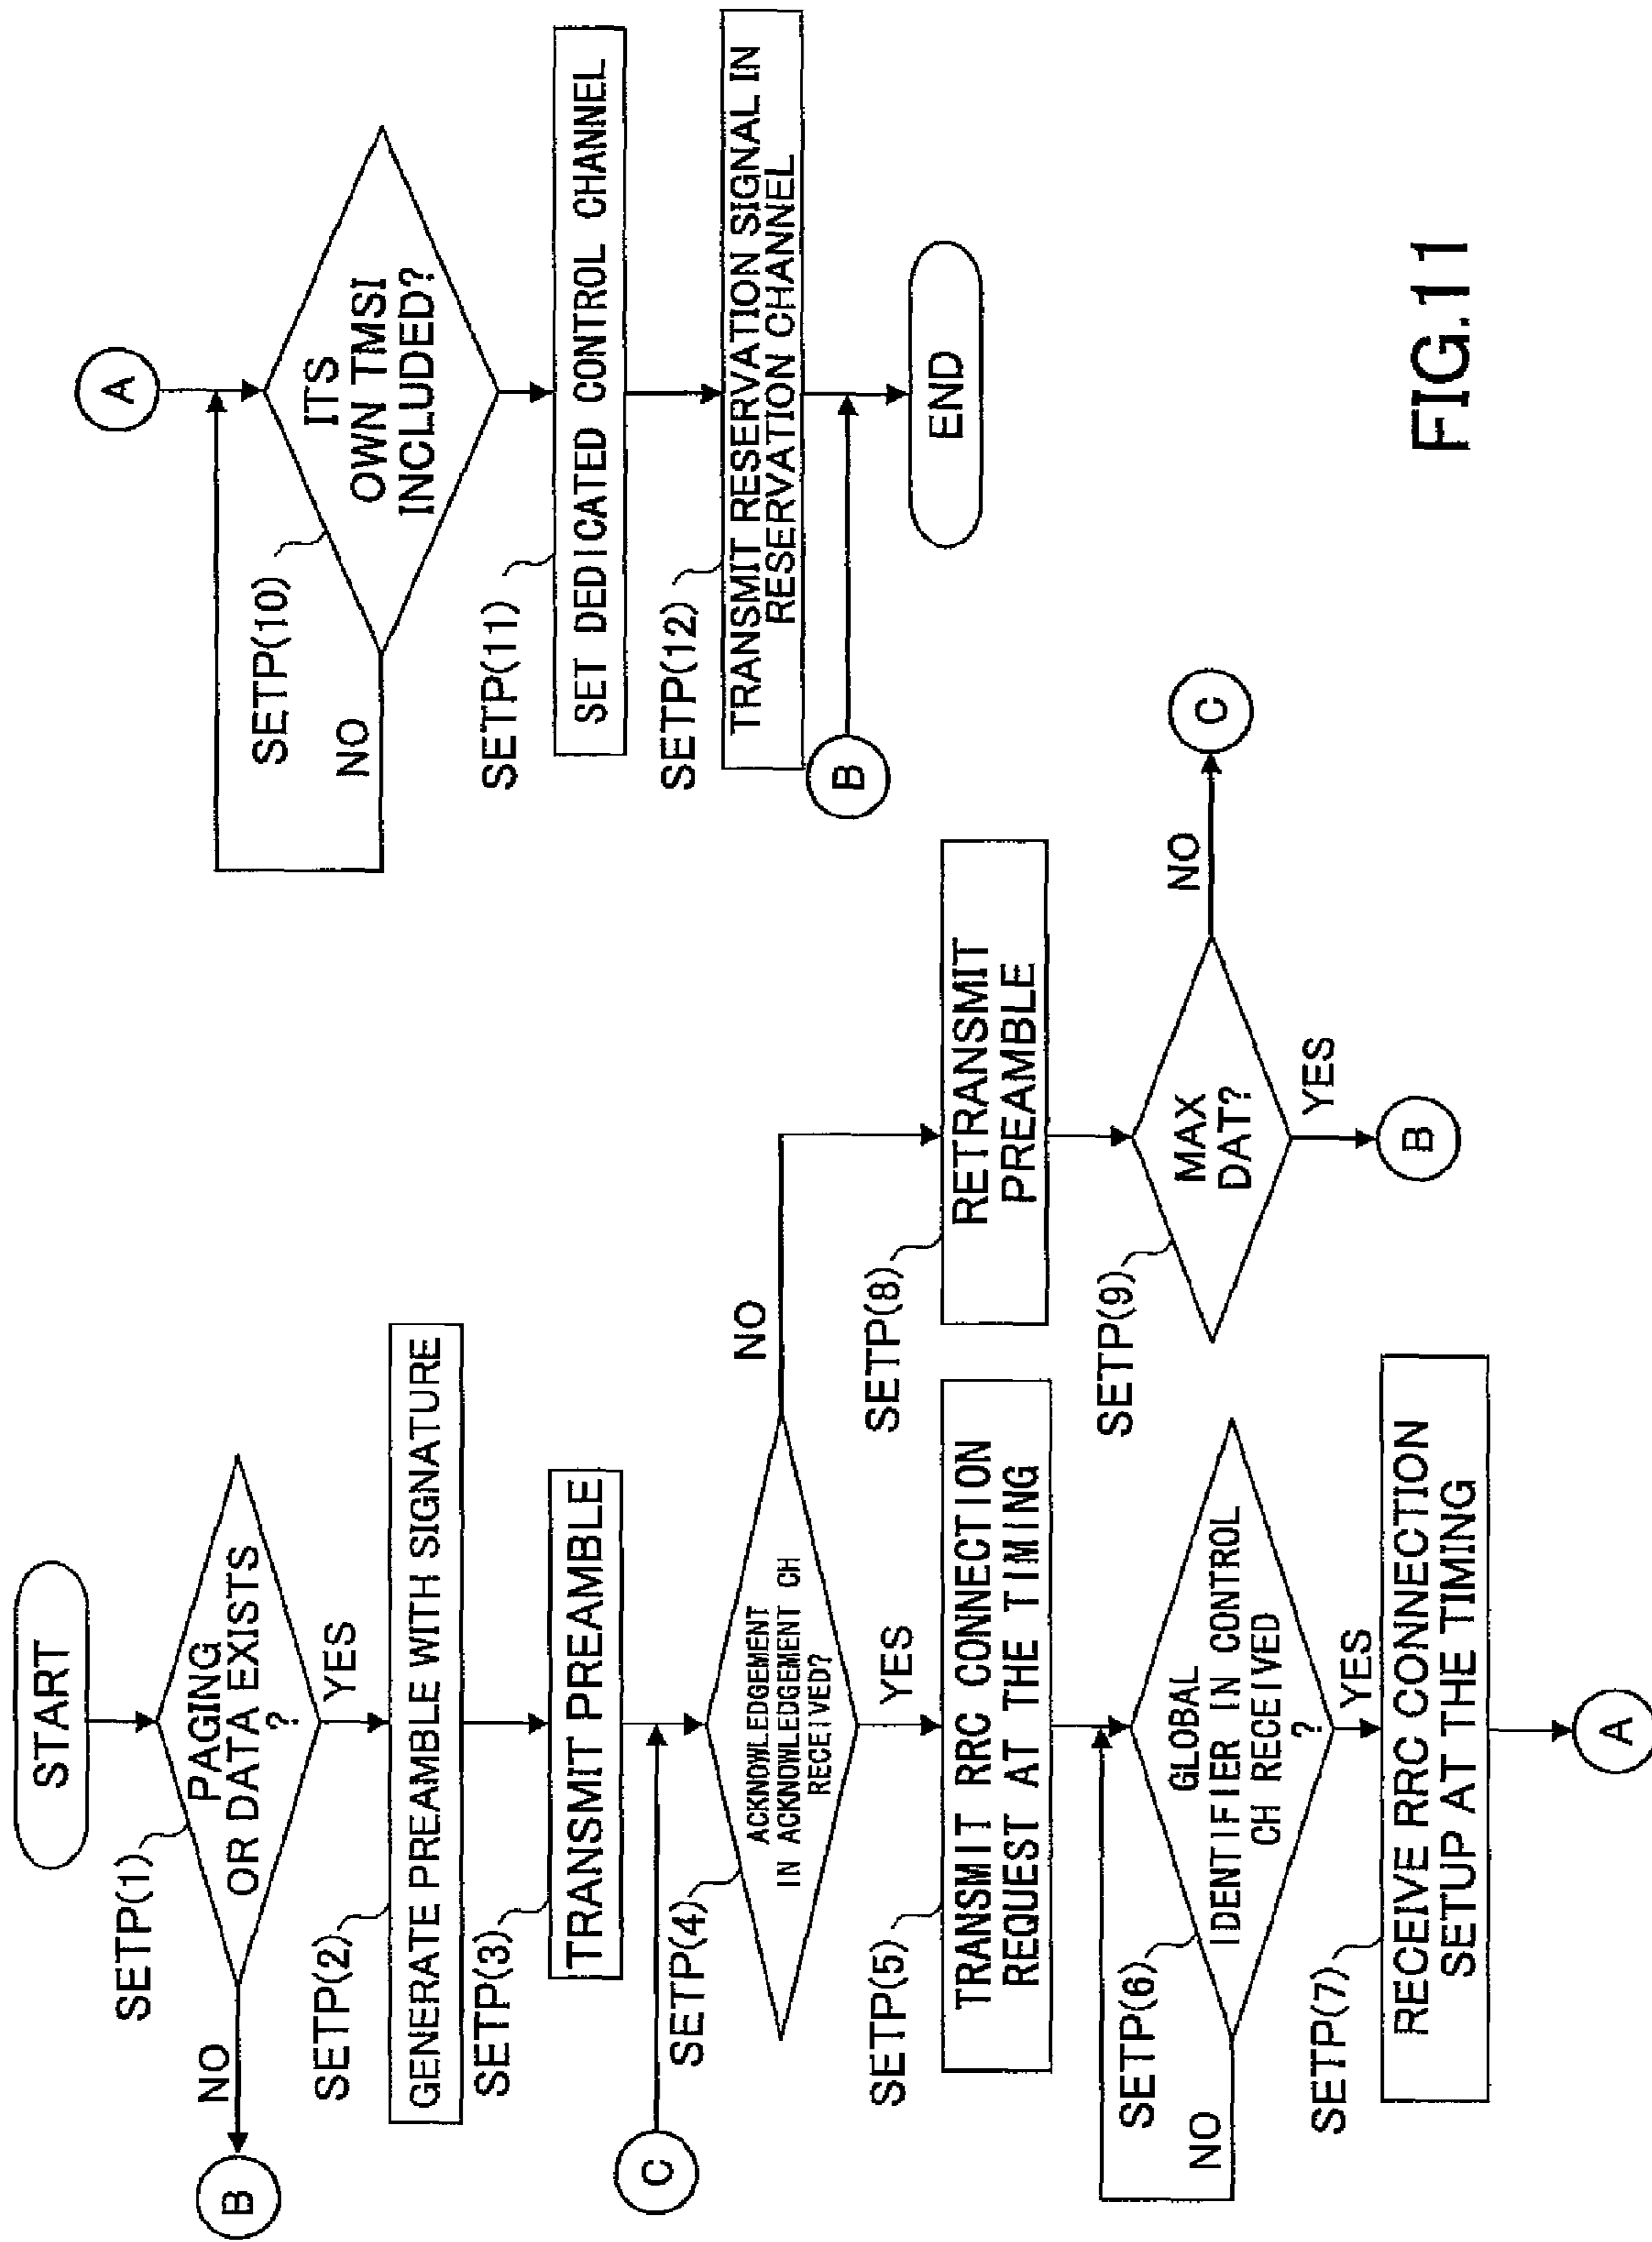 START
SETP(1)
PAGING
OR DATA EXISTS
?
NO
B
YES
SETP(2)
GENERATE PREAMBLE WITH SIGNATURE
SETP(3)
TRANSMIT PREAMBLE
C
SETP(4)
ACKNOWLEDGEMENT
IN ACKNOWLEDGEMENT CH
RECEIVED?
NO
YES
SETP(5)
TRANSMIT RRC CONNECTION
REQUEST AT THE TIMING
SETP(6)
GLOBAL
IDENTIFIER IN CONTROL
CH RECEIVED
?
NO
YES
SETP(7)
RECEIVE RRC CONNECTION
SETUP AT THE TIMING
A
SETP(8)
RETRANSMIT
PREAMBLE
SETP(9)
MAX
DAT?
NO
C
YES
B
A
SETP(10)
ITS
OWN TMSI
INCLUDED?
NO
SETP(11)
SET DEDICATED CONTROL CHANNEL
SETP(12)
TRANSMIT RESERVATION SIGNAL IN
RESERVATION CHANNEL
B
END
FIG.11